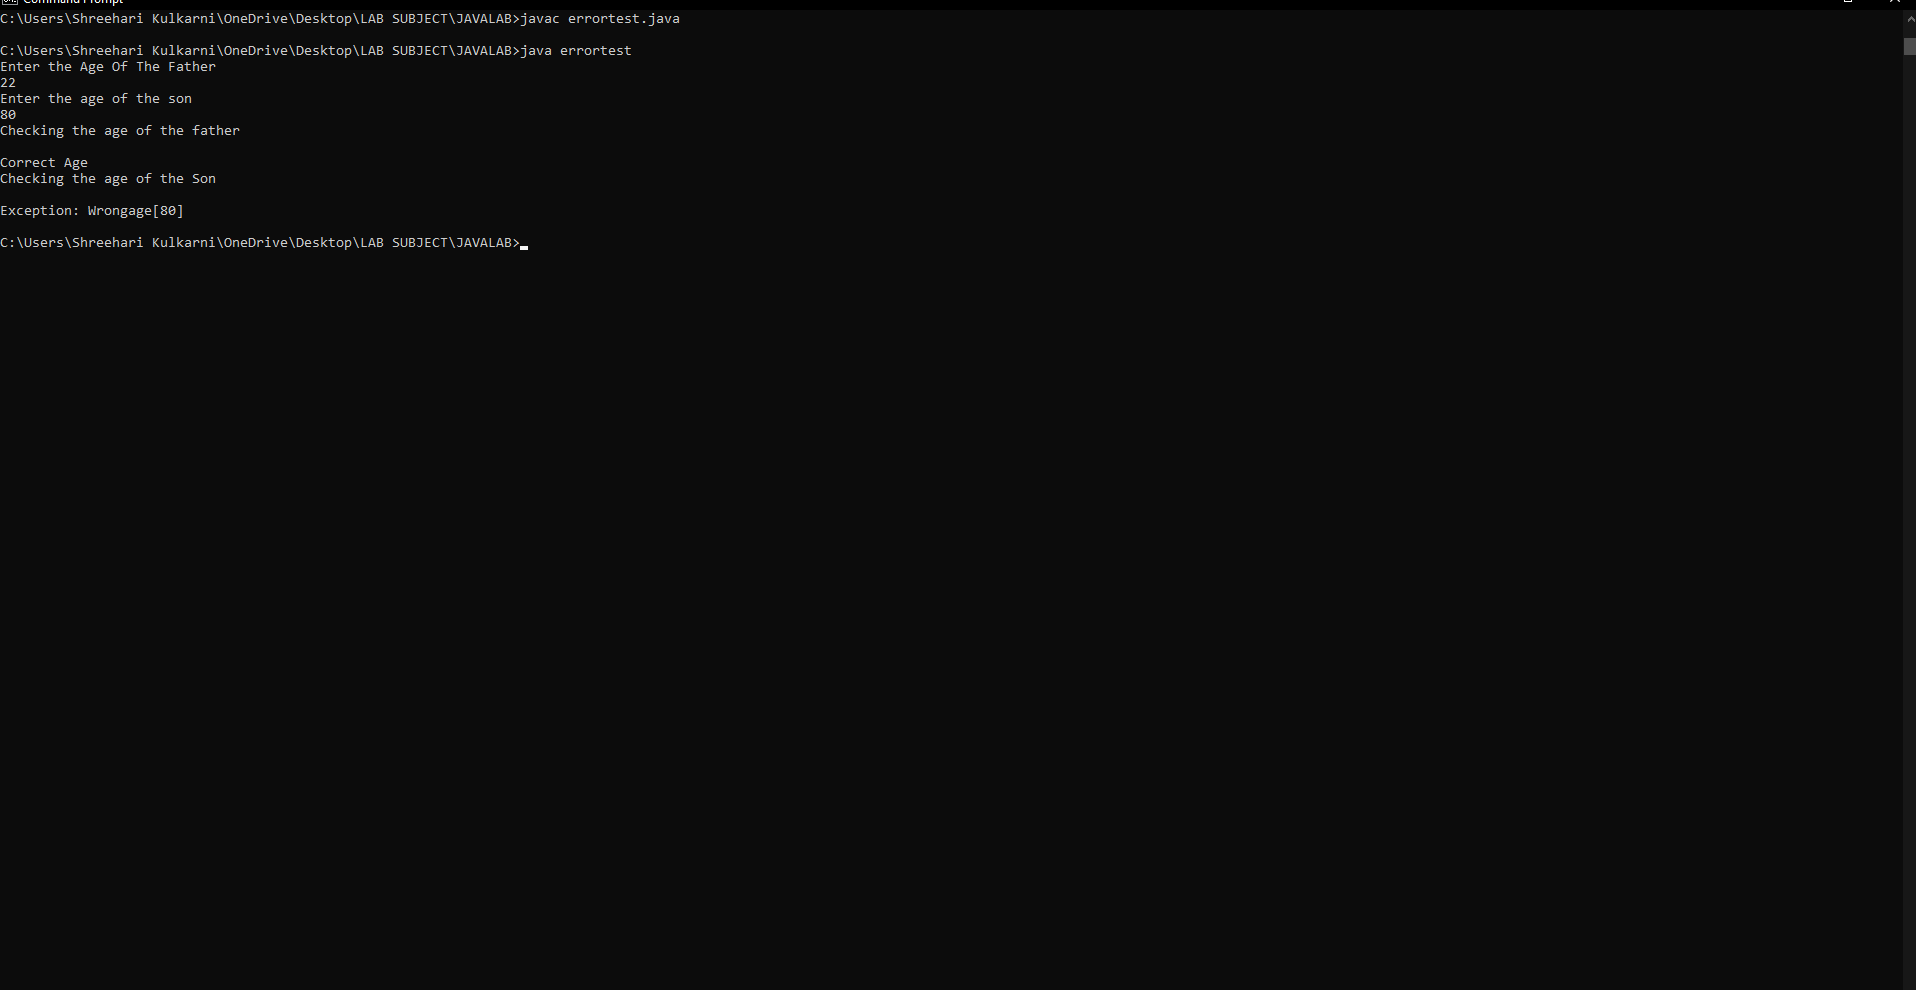 Command Prompt
C:\Users\Shreehari Kulkarni\OneDrive\Desktop\LAB SUBJECT\JAVALAB>javac errortest.java
C:\Users\Shreehari Kulkarni\OneDrive\Desktop\LAB SUBJECT\JAVALAB>java errortest
Enter the Age Of The Father
22
Enter the age of the son
80
Checking the age of the father
Correct Age
Checking the age of the Son
Exception: Wrongage[80]
C:\Users\Shreehari Kulkarni\OneDrive\Desktop\LAB SUBJECT\JAVALAB>